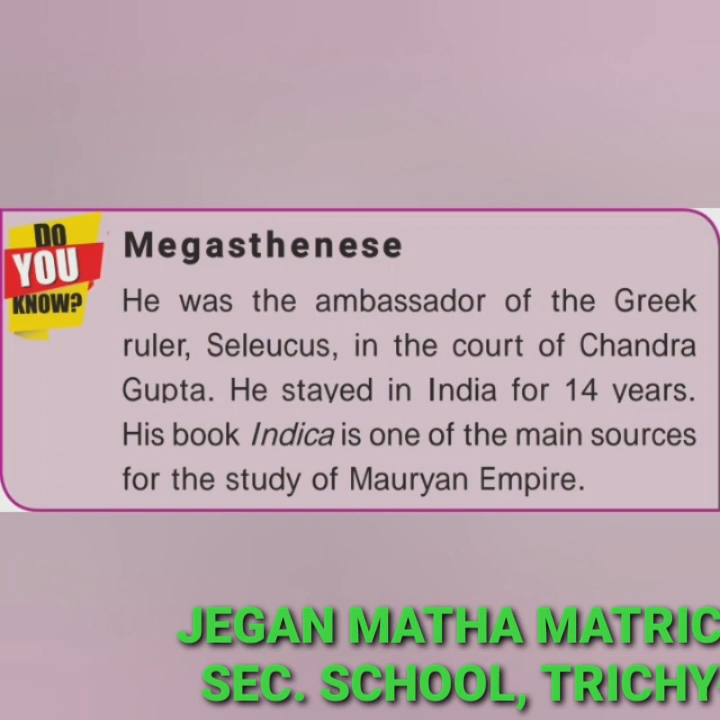 DO
YOU
KNOW?
Megasthenese
He was the ambassador of the Greek
ruler, Seleucus, in the court of Chandra
Gupta. He stayed in India for 14 years.
His book Indica is one of the main sources
for the study of Mauryan Empire.
JEGAN MATHA MATRIC
SEC. SCHOOL, TRICHY